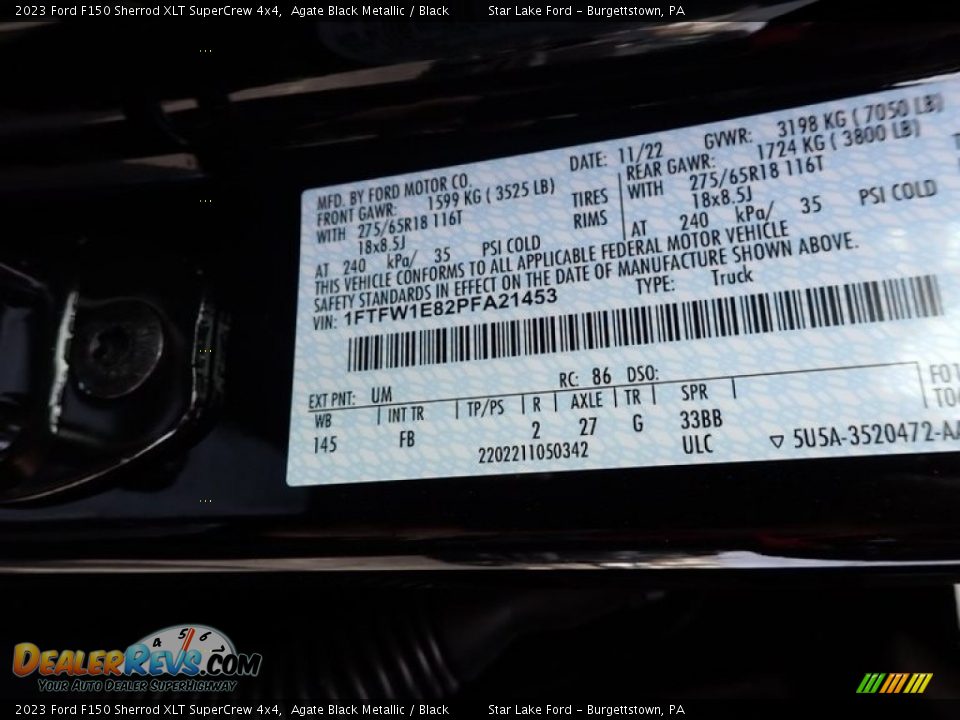 2023 Ford F150 Sherrod XLT SuperCrew 4x4, Agate Black Metallic / Black Star Lake Ford – Burgettstown, PA
MFD. BY FORD MOTOR CO. DATE: 11/22 GVWR: 3198 KG ( 7050 LB)
FRONT GAWR: 1599 KG ( 3525 LB) REAR GAWR: 1724 KG ( 3800 LB)
WITH 275/65R18 116T TIRES WITH 275/65R18 116T
18x8.5J RIMS 18x8.5J
AT 240 kPa/ 35 PSI COLD AT 240 kPa/ 35 PSI COLD
THIS VEHICLE CONFORMS TO ALL APPLICABLE FEDERAL MOTOR VEHICLE
SAFETY STANDARDS IN EFFECT ON THE DATE OF MANUFACTURE SHOWN ABOVE.
VIN: 1FTFW1E82PFA21453 TYPE: Truck
EXT PNT: UM RC: 86 DSO:
WB INT TR TP/PS R AXLE TR SPR
145 FB 2 27 G 33BB
2202211050342 ULC 5U5A-3520472-AA
DealerRevs.com
Your Auto Dealer SuperHighway
2023 Ford F150 Sherrod XLT SuperCrew 4x4, Agate Black Metallic / Black Star Lake Ford – Burgettstown, PA